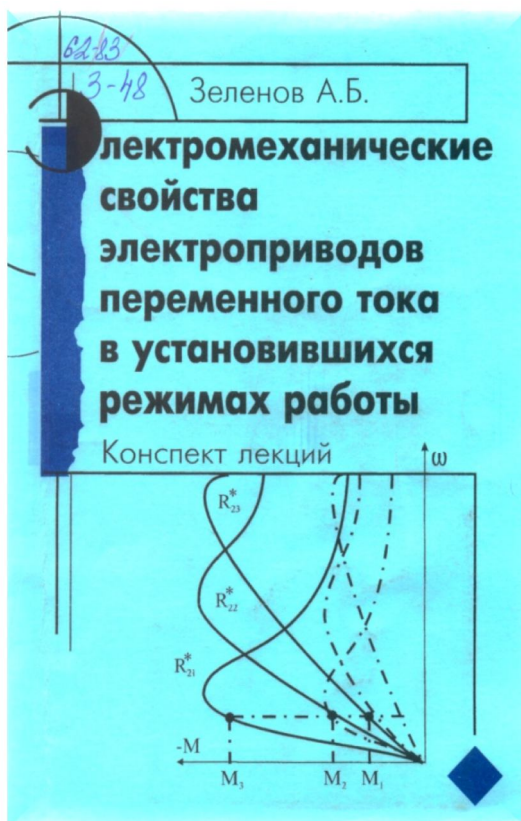 62-83
З-48
Зеленов А.Б.
Электромеханические
свойства
электроприводов
переменного тока
в установившихся
режимах работы
Конспект лекций
ω
R*23
R*22
R*21
-M
M3 M2 M1